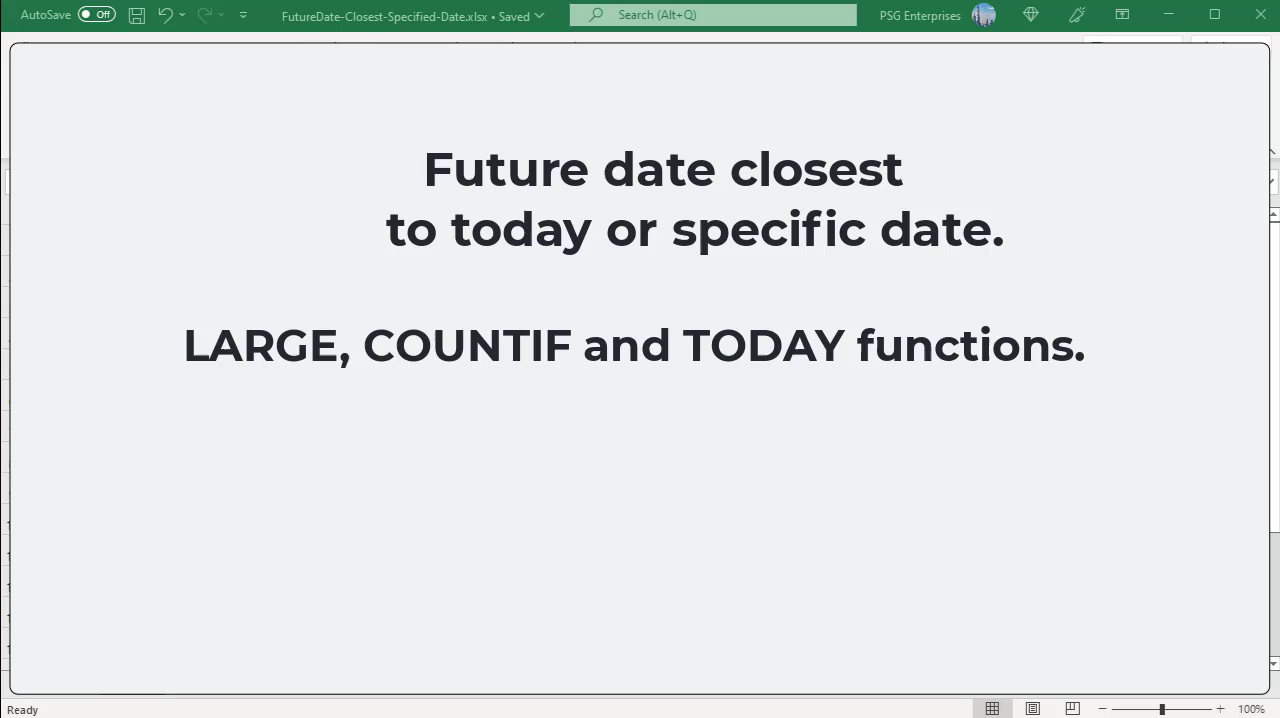 AutoSave Off FutureDate-Closest-Specified-Date.xlsx • Saved Search (Alt+Q) PSG Enterprises
Future date closest
to today or specific date.
LARGE, COUNTIF and TODAY functions.
Ready 100%